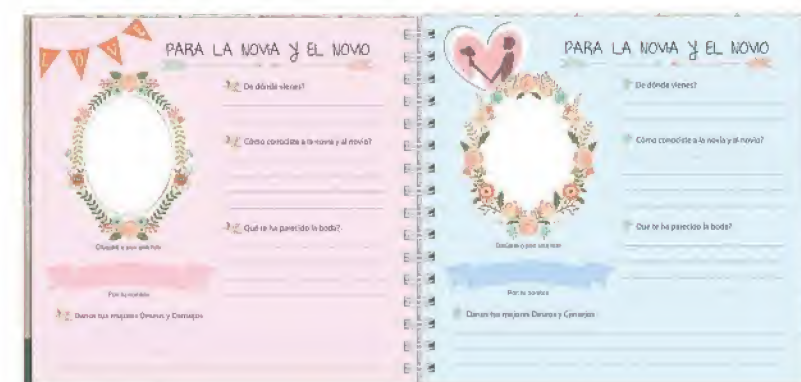 LOVE
PARA LA NOVIA Y EL NOVIO
De dónde vienes?
Cómo conociste a la novia y al novio?
Qué te ha parecido la boda?
Dibújate o pon una foto
Pon tu nombre
Danos tus mejores Deseos y Consejos
PARA LA NOVIA Y EL NOVIO
De dónde vienes?
Cómo conociste a la novia y al novio?
Que te ha parecido la boda?
Dibújate o pon una foto
Pon tu nombre
Danos tus mejores Deseos y Consejos